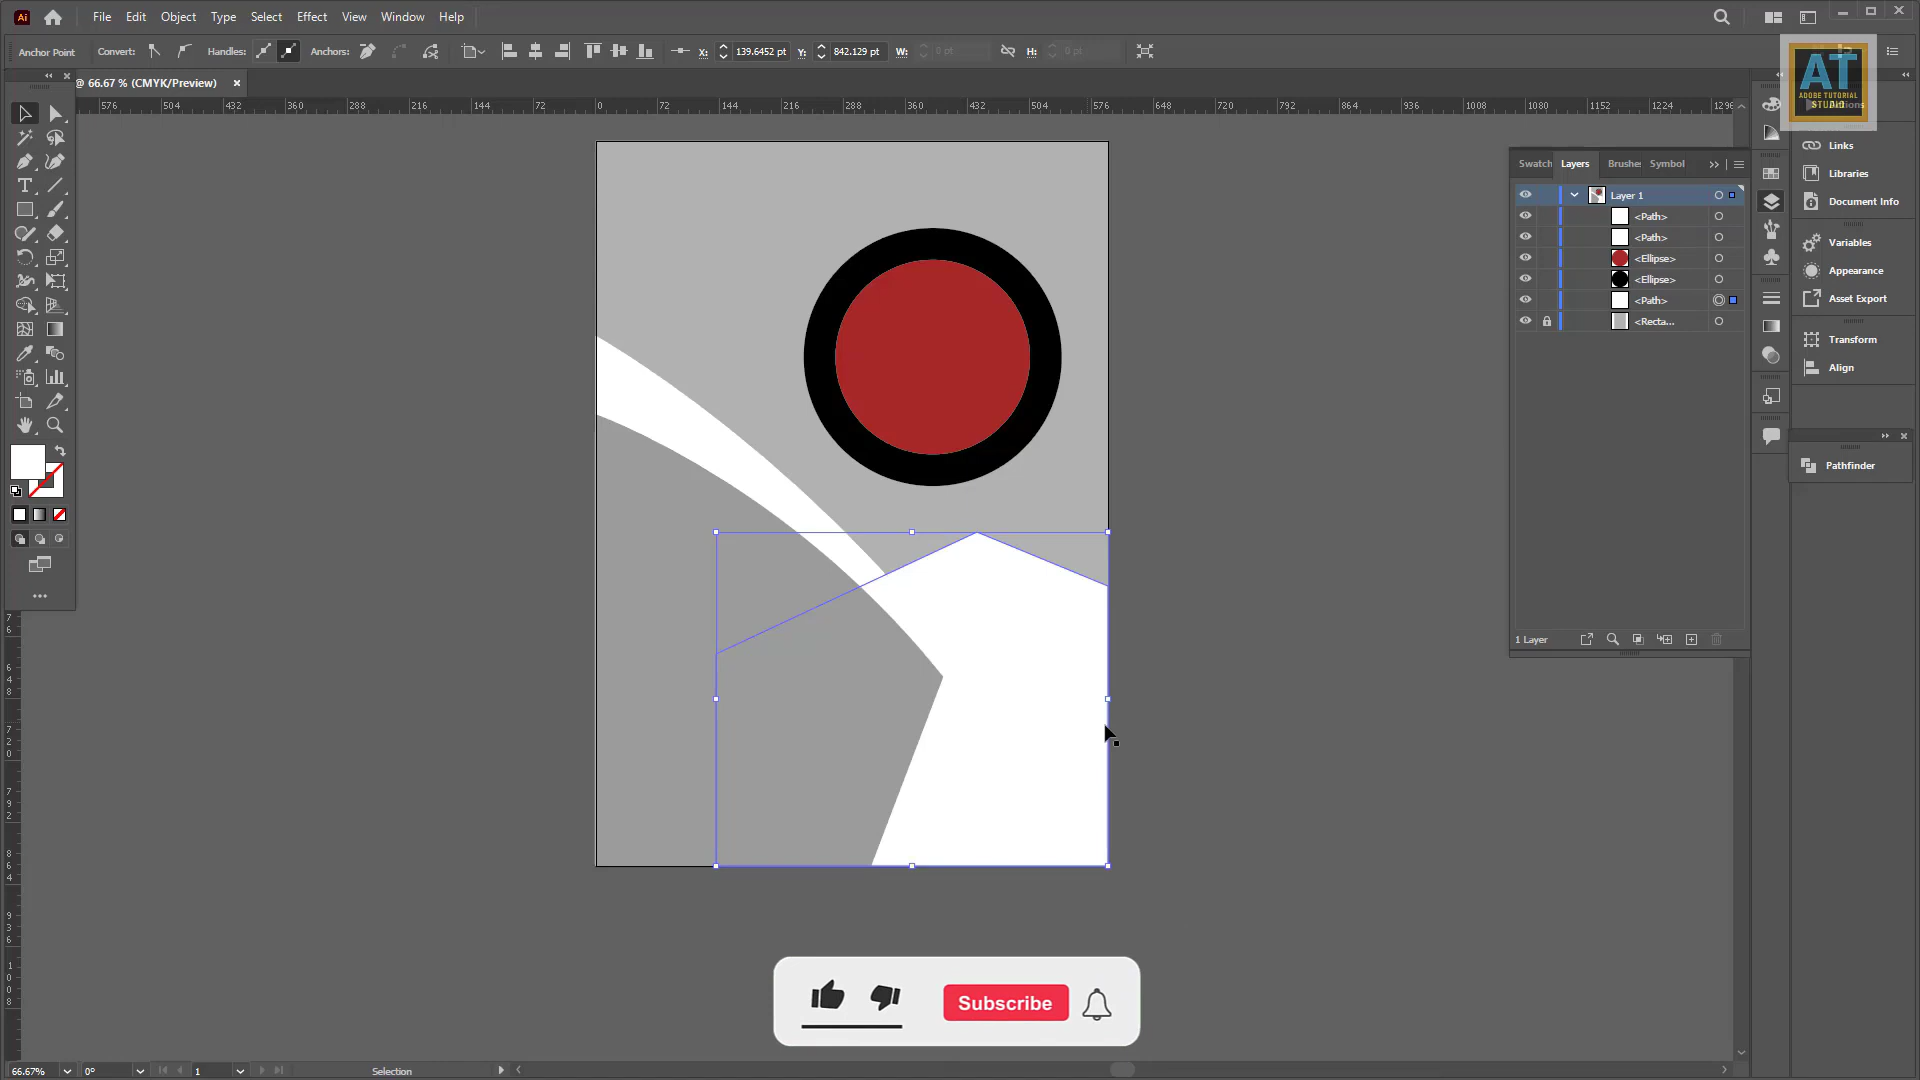 Ai File Edit Object Type Select Effect View Window Help
Anchor Point Convert: Handles: Anchors: X: 139.6452 pt Y: 842.129 pt W: 0 pt H: 0 pt
@ 66.67 % (CMYK/Preview) ×
576 504 432 360 288 216 144 72 0 72 144 216 288 360 432 504 576 648 720 792 864 936 1008 1080 1152 1224 1296
AT
ADOBE TUTORIAL
STUDIO
Actions
Links
Libraries
Document Info
Variables
Appearance
Asset Export
Transform
Align
Pathfinder
Swatch Layers Brushes Symbol
Layer 1
<Path>
<Path>
<Ellipse>
<Ellipse>
<Path>
<Recta...
1 Layer
Subscribe
66.67% 0° 1 Selection